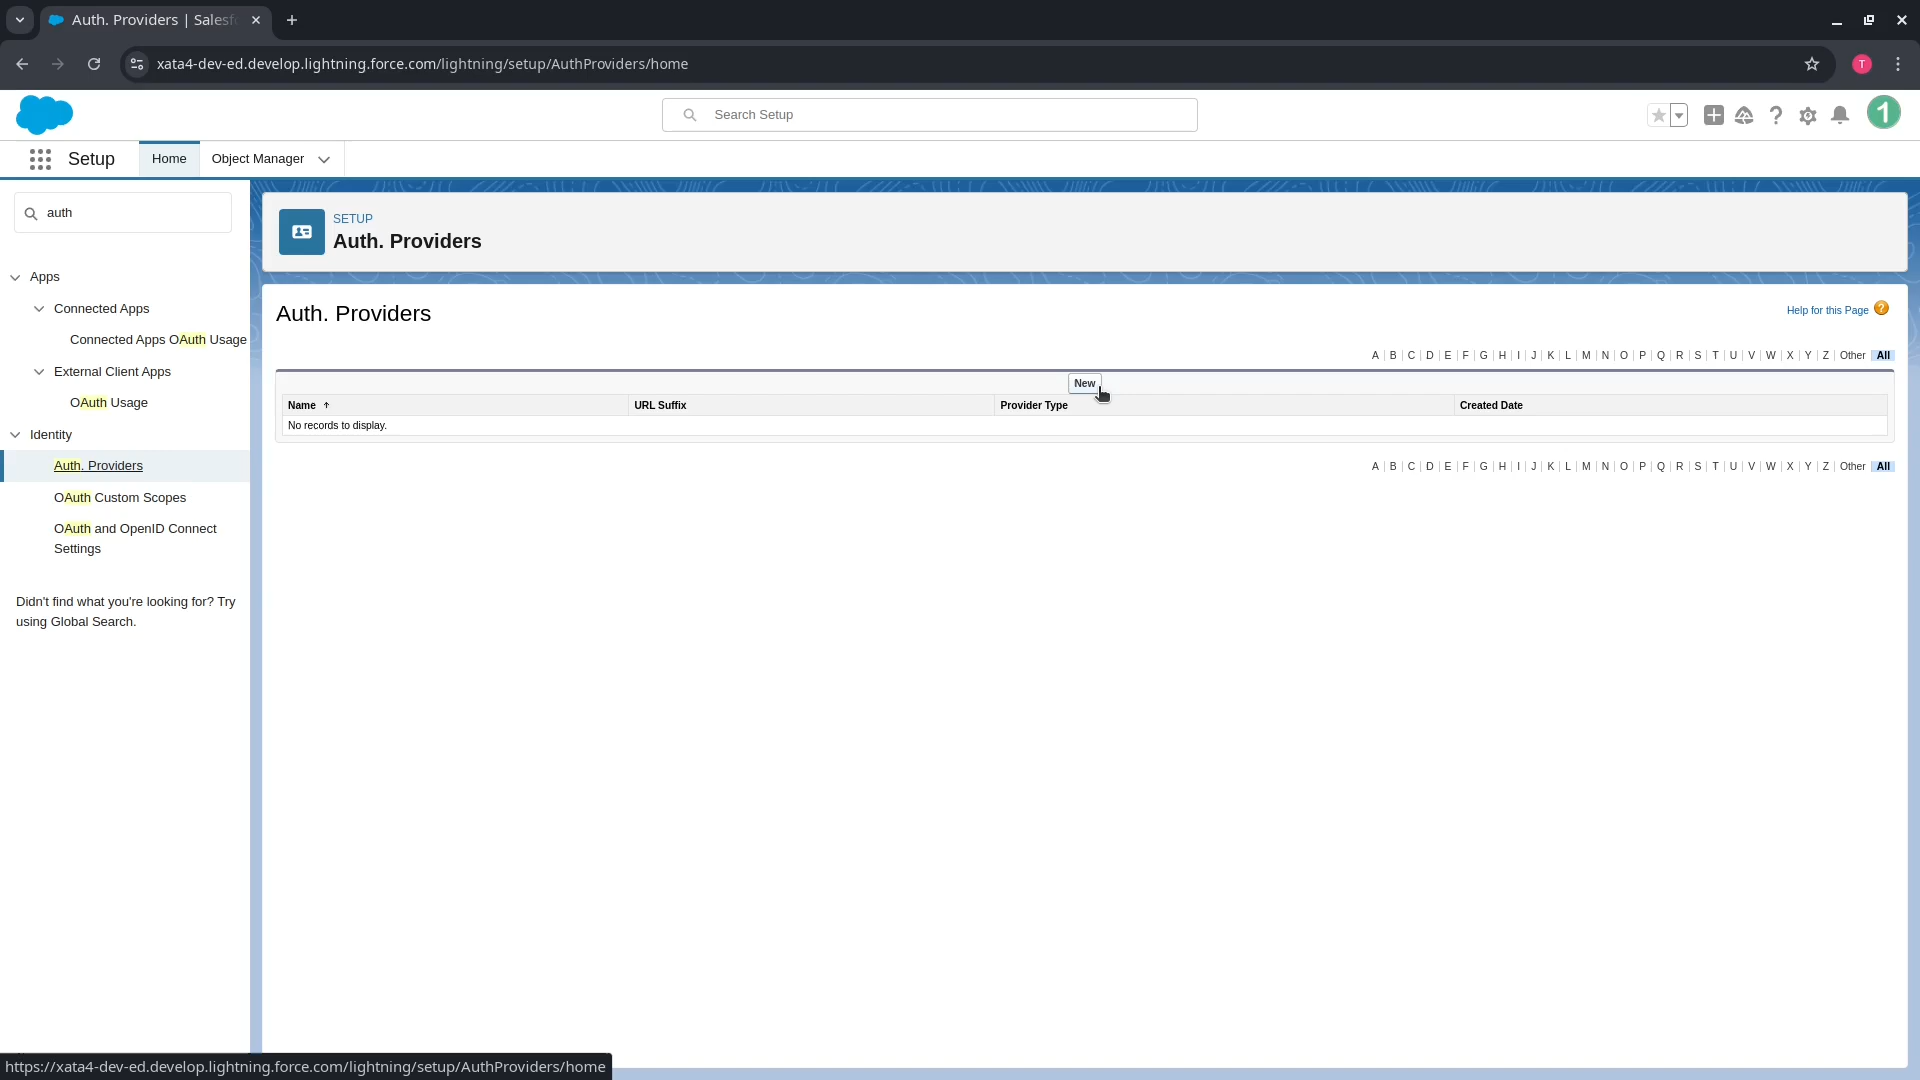 Auth. Providers | Salesf
xata4-dev-ed.develop.lightning.force.com/lightning/setup/AuthProviders/home
T
Search Setup
1
Setup
Home
Object Manager
auth
Apps
Connected Apps
Connected Apps OAuth Usage
External Client Apps
OAuth Usage
Identity
Auth. Providers
OAuth Custom Scopes
OAuth and OpenID Connect
Settings
Didn't find what you're looking for? Try
using Global Search.
SETUP
Auth. Providers
Auth. Providers
Help for this Page ?
A | B | C | D | E | F | G | H | I | J | K | L | M | N | O | P | Q | R | S | T | U | V | W | X | Y | Z | Other | All
New
Name URL Suffix Provider Type Created Date
No records to display.
A | B | C | D | E | F | G | H | I | J | K | L | M | N | O | P | Q | R | S | T | U | V | W | X | Y | Z | Other | All
https://xata4-dev-ed.develop.lightning.force.com/lightning/setup/AuthProviders/home